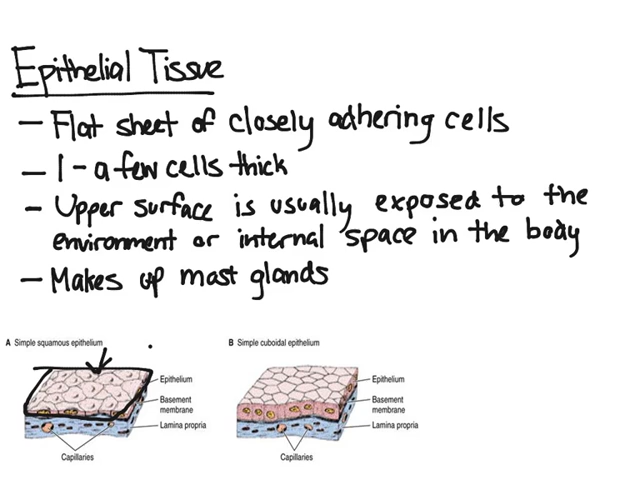 Epithelial Tissue
– Flat sheet of closely adhering cells
– 1 – a few cells thick
– Upper surface is usually exposed to the
environment or internal space in the body
– Makes up most glands
A Simple squamous epithelium
Epithelium
Basement
membrane
Lamina propria
Capillaries
B Simple cuboidal epithelium
Epithelium
Basement
membrane
Lamina propria
Capillaries